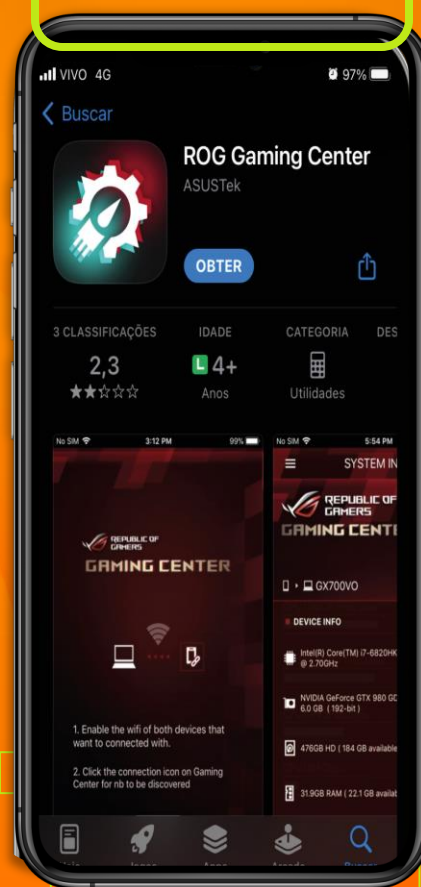 VIVO 4G 97%
Buscar
ROG Gaming Center
ASUSTek
OBTER
3 CLASSIFICAÇÕES IDADE CATEGORIA DES
2,3 L 4+
Anos Utilidades
No SIM 3:12 PM 99%
REPUBLIC OF
GAMERS
GAMING CENTER
1. Enable the wifi of both devices that
want to connected with.
2. Click the connection icon on Gaming
Center for nb to be discovered
No SIM 5:54 PM
SYSTEM IN
REPUBLIC OF
GAMERS
GAMING CENTE
GX700VO
DEVICE INFO
Intel(R) Core(TM) i7-6820HK
@ 2.70GHz
NVIDIA GeForce GTX 980 GD
6.0 GB ( 192-bit )
476GB HD ( 184 GB available
31.9GB RAM ( 22.1 GB availab
Buscar